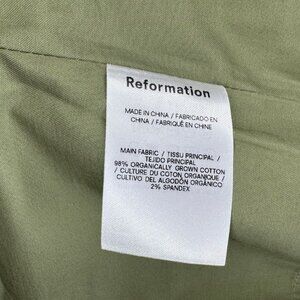 Reformation
MADE IN CHINA / FABRICADO EN
CHINA / FABRIQUÉ EN CHINE
MAIN FABRIC / TISSU PRINCIPAL /
TEJIDO PRINCIPAL
98% ORGANICALLY GROWN COTTON
/ CULTURE DU COTON ORGANIQUE /
CULTIVO DEL ALGODÓN ORGÁNICO
2% SPANDEX